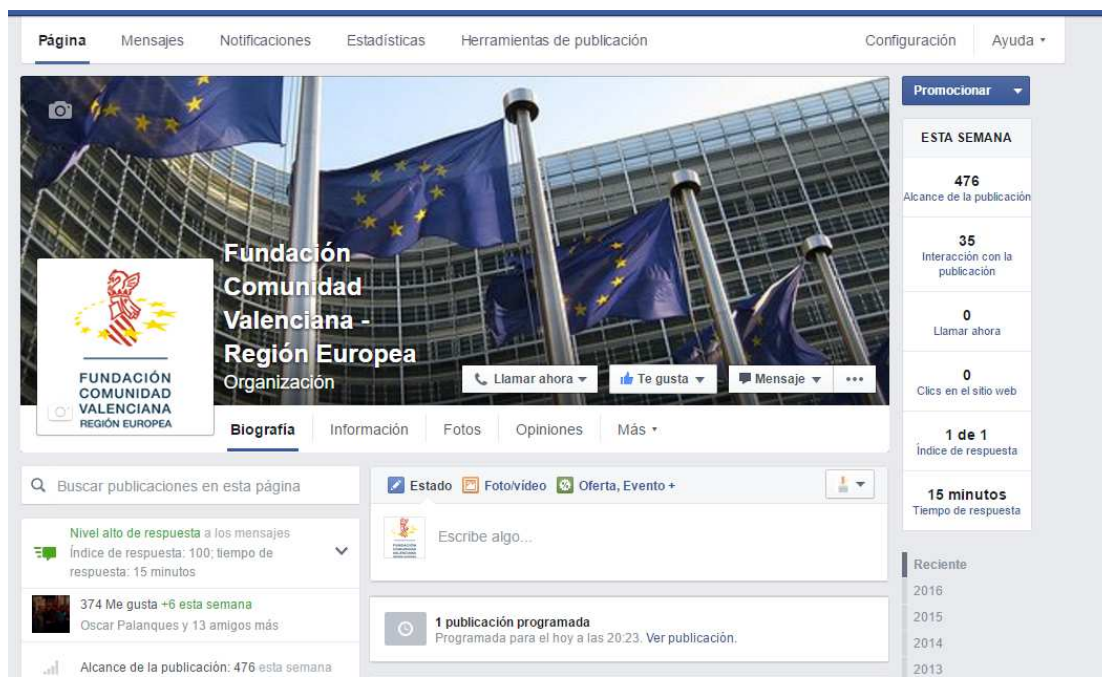 Página Mensajes Notificaciones Estadísticas Herramientas de publicación Configuración Ayuda
Fundación
Comunidad
Valenciana -
Región Europea
Organización
FUNDACIÓN
COMUNIDAD
VALENCIANA
REGIÓN EUROPEA
Llamar ahora Te gusta Mensaje
Biografía Información Fotos Opiniones Más
Promocionar
ESTA SEMANA
476
Alcance de la publicación
35
Interacción con la
publicación
0
Llamar ahora
0
Clics en el sitio web
1 de 1
Índice de respuesta
15 minutos
Tiempo de respuesta
Reciente
2016
2015
2014
2013
Buscar publicaciones en esta página
Nivel alto de respuesta a los mensajes
Índice de respuesta: 100; tiempo de
respuesta: 15 minutos
374 Me gusta +6 esta semana
Oscar Palanques y 13 amigos más
Alcance de la publicación: 476 esta semana
Estado Foto/vídeo Oferta, Evento +
Escribe algo...
1 publicación programada
Programada para el hoy a las 20:23. Ver publicación.